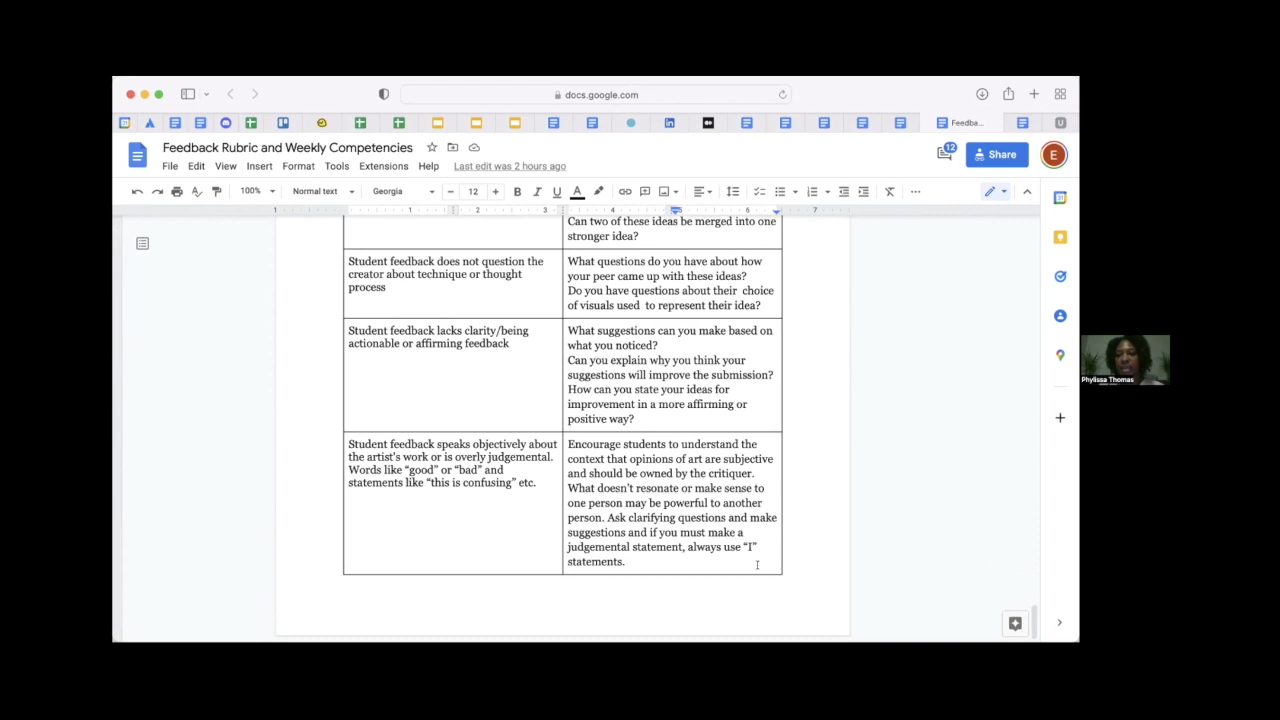 docs.google.com
Feedba...
Feedback Rubric and Weekly Competencies
File Edit View Insert Format Tools Extensions Help Last edit was 2 hours ago
12
Share
E
100% Normal text Georgia 12
1 1 2 3 4 5 6 7
Can two of these ideas be merged into one
stronger idea?
Student feedback does not question the
creator about technique or thought
process
What questions do you have about how
your peer came up with these ideas?
Do you have questions about their choice
of visuals used to represent their idea?
Student feedback lacks clarity/being
actionable or affirming feedback
What suggestions can you make based on
what you noticed?
Can you explain why you think your
suggestions will improve the submission?
How can you state your ideas for
improvement in a more affirming or
positive way?
Student feedback speaks objectively about
the artist's work or is overly judgemental.
Words like “good” or “bad” and
statements like “this is confusing” etc.
Encourage students to understand the
context that opinions of art are subjective
and should be owned by the critiquer.
What doesn’t resonate or make sense to
one person may be powerful to another
person. Ask clarifying questions and make
suggestions and if you must make a
judgemental statement, always use “I”
statements.
Phylissa Thomas